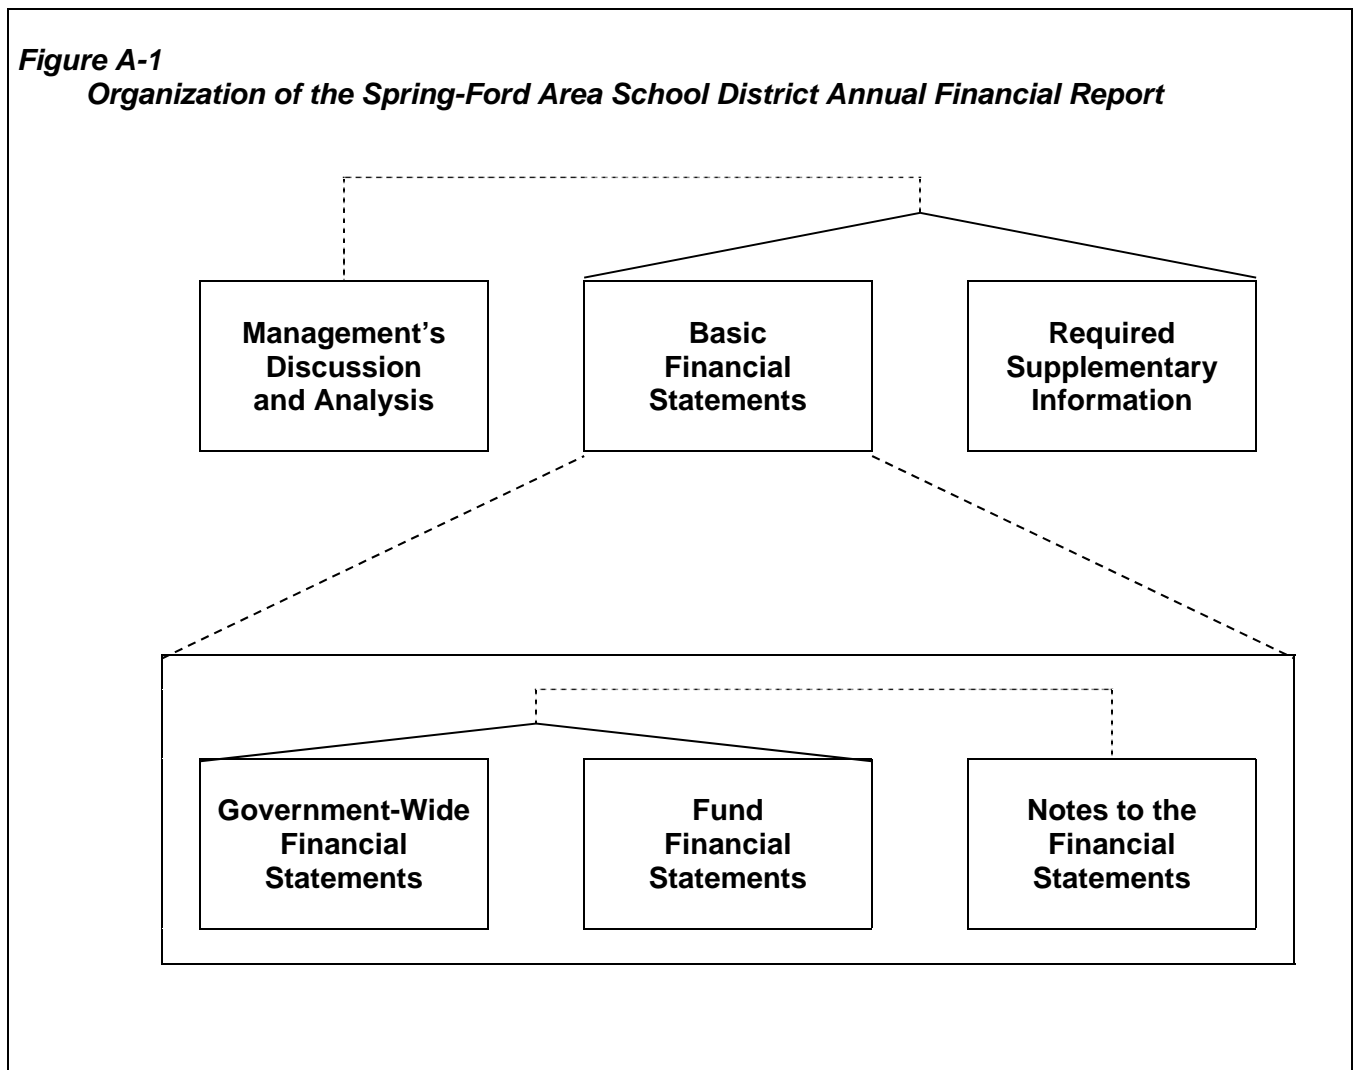 Figure A-1
Organization of the Spring-Ford Area School District Annual Financial Report
Management’s
Discussion
and Analysis
Basic
Financial
Statements
Required
Supplementary
Information
Government-Wide
Financial
Statements
Fund
Financial
Statements
Notes to the
Financial
Statements